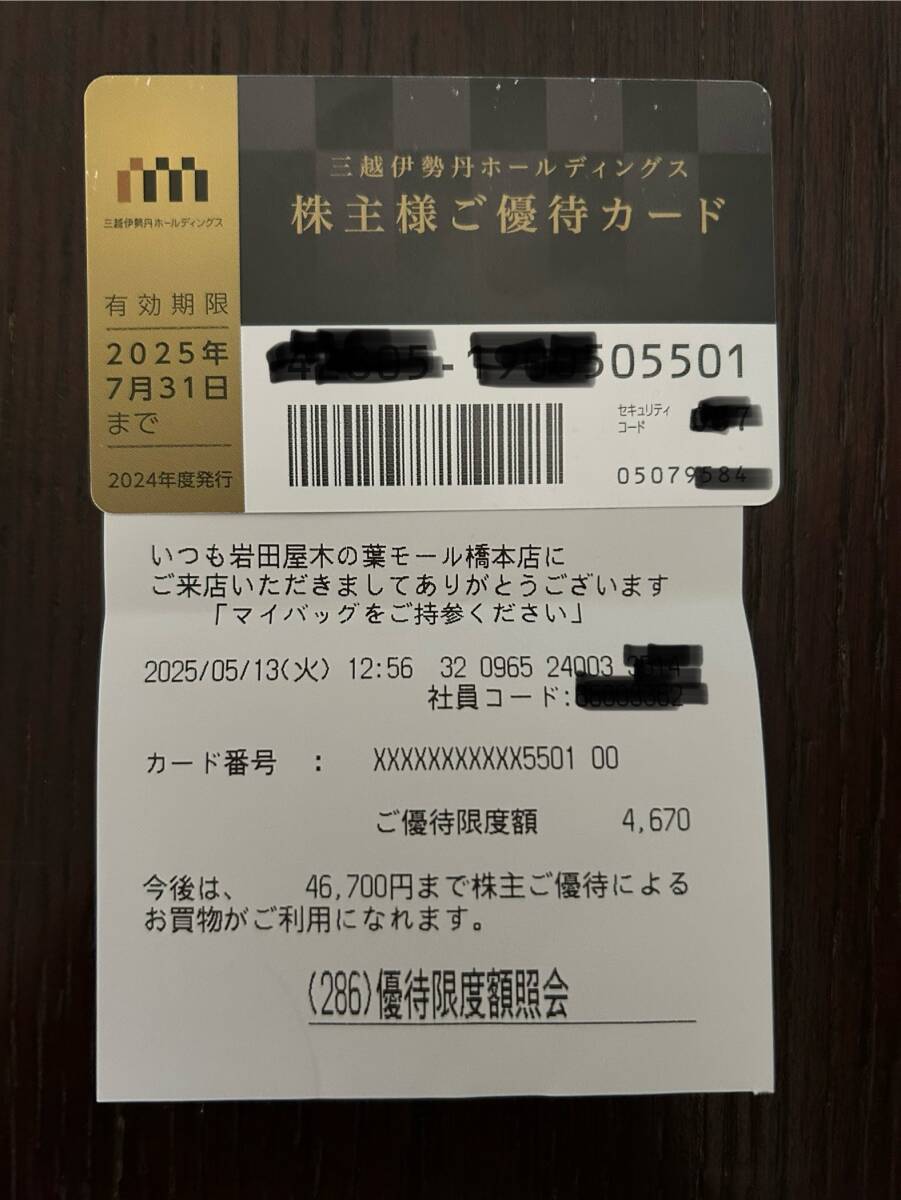 三越伊勢丹ホールディングス
有効期限
2025年
7月31日
まで
2024年度発行
三越伊勢丹ホールディングス
株主様ご優待カード
505501
セキュリティ
コード
05079
いつも岩田屋木の葉モール橋本店に
ご来店いただきましてありがとうございます
「マイバッグをご持参ください」
2025/05/13(火) 12:56 32 0965 24003
社員コード:
カード番号 : XXXXXXXXXXXX5501 00
ご優待限度額 4,670
今後は、 46,700円まで株主ご優待による
お買物がご利用になれます。
(286)優待限度額照会